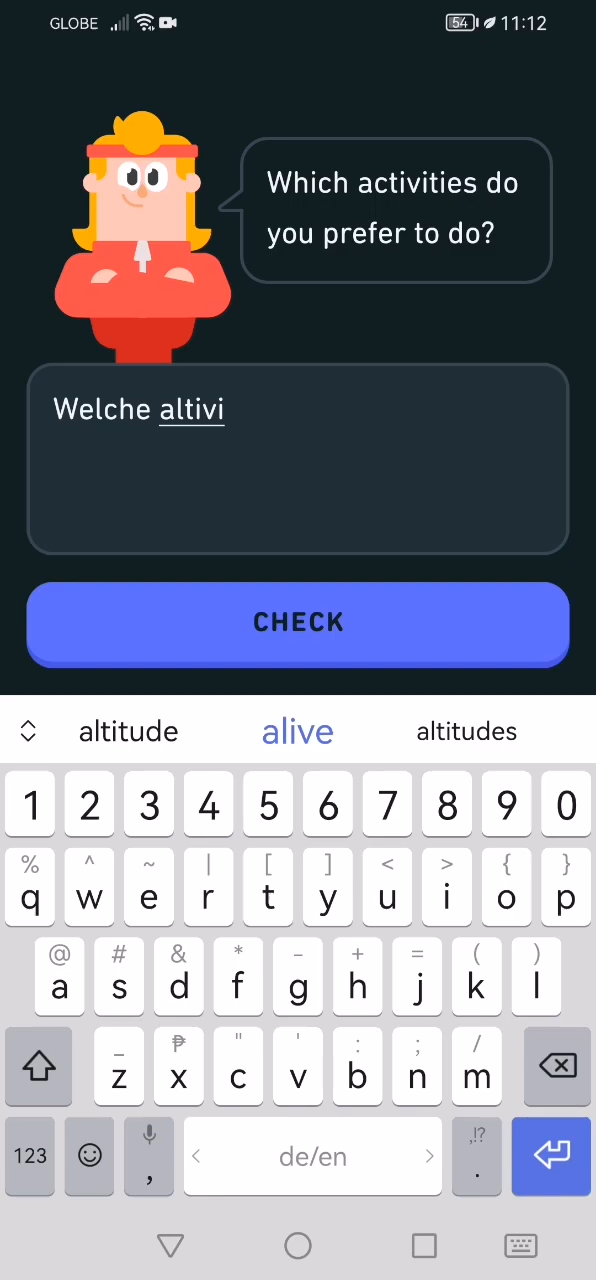 GLOBE 54 11:12
Which activities do
you prefer to do?
Welche altivi
CHECK
altitude alive altitudes
1 2 3 4 5 6 7 8 9 0
% ^ ~ | [ ] < > { }
q w e r t y u i o p
@ # & * - + = ( )
a s d f g h j k l
_ ₱ " ' : ; /
z x c v b n m
,!?
123 , < de/en > .